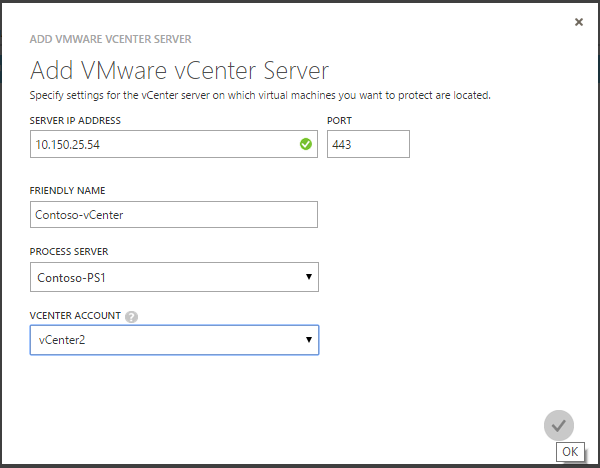 ADD VMWARE VCENTER SERVER
Add VMware vCenter Server
Specify settings for the vCenter server on which virtual machines you want to protect are located.
SERVER IP ADDRESS PORT
10.150.25.54 443
FRIENDLY NAME
Contoso-vCenter
PROCESS SERVER
Contoso-PS1
VCENTER ACCOUNT ?
vCenter2
OK